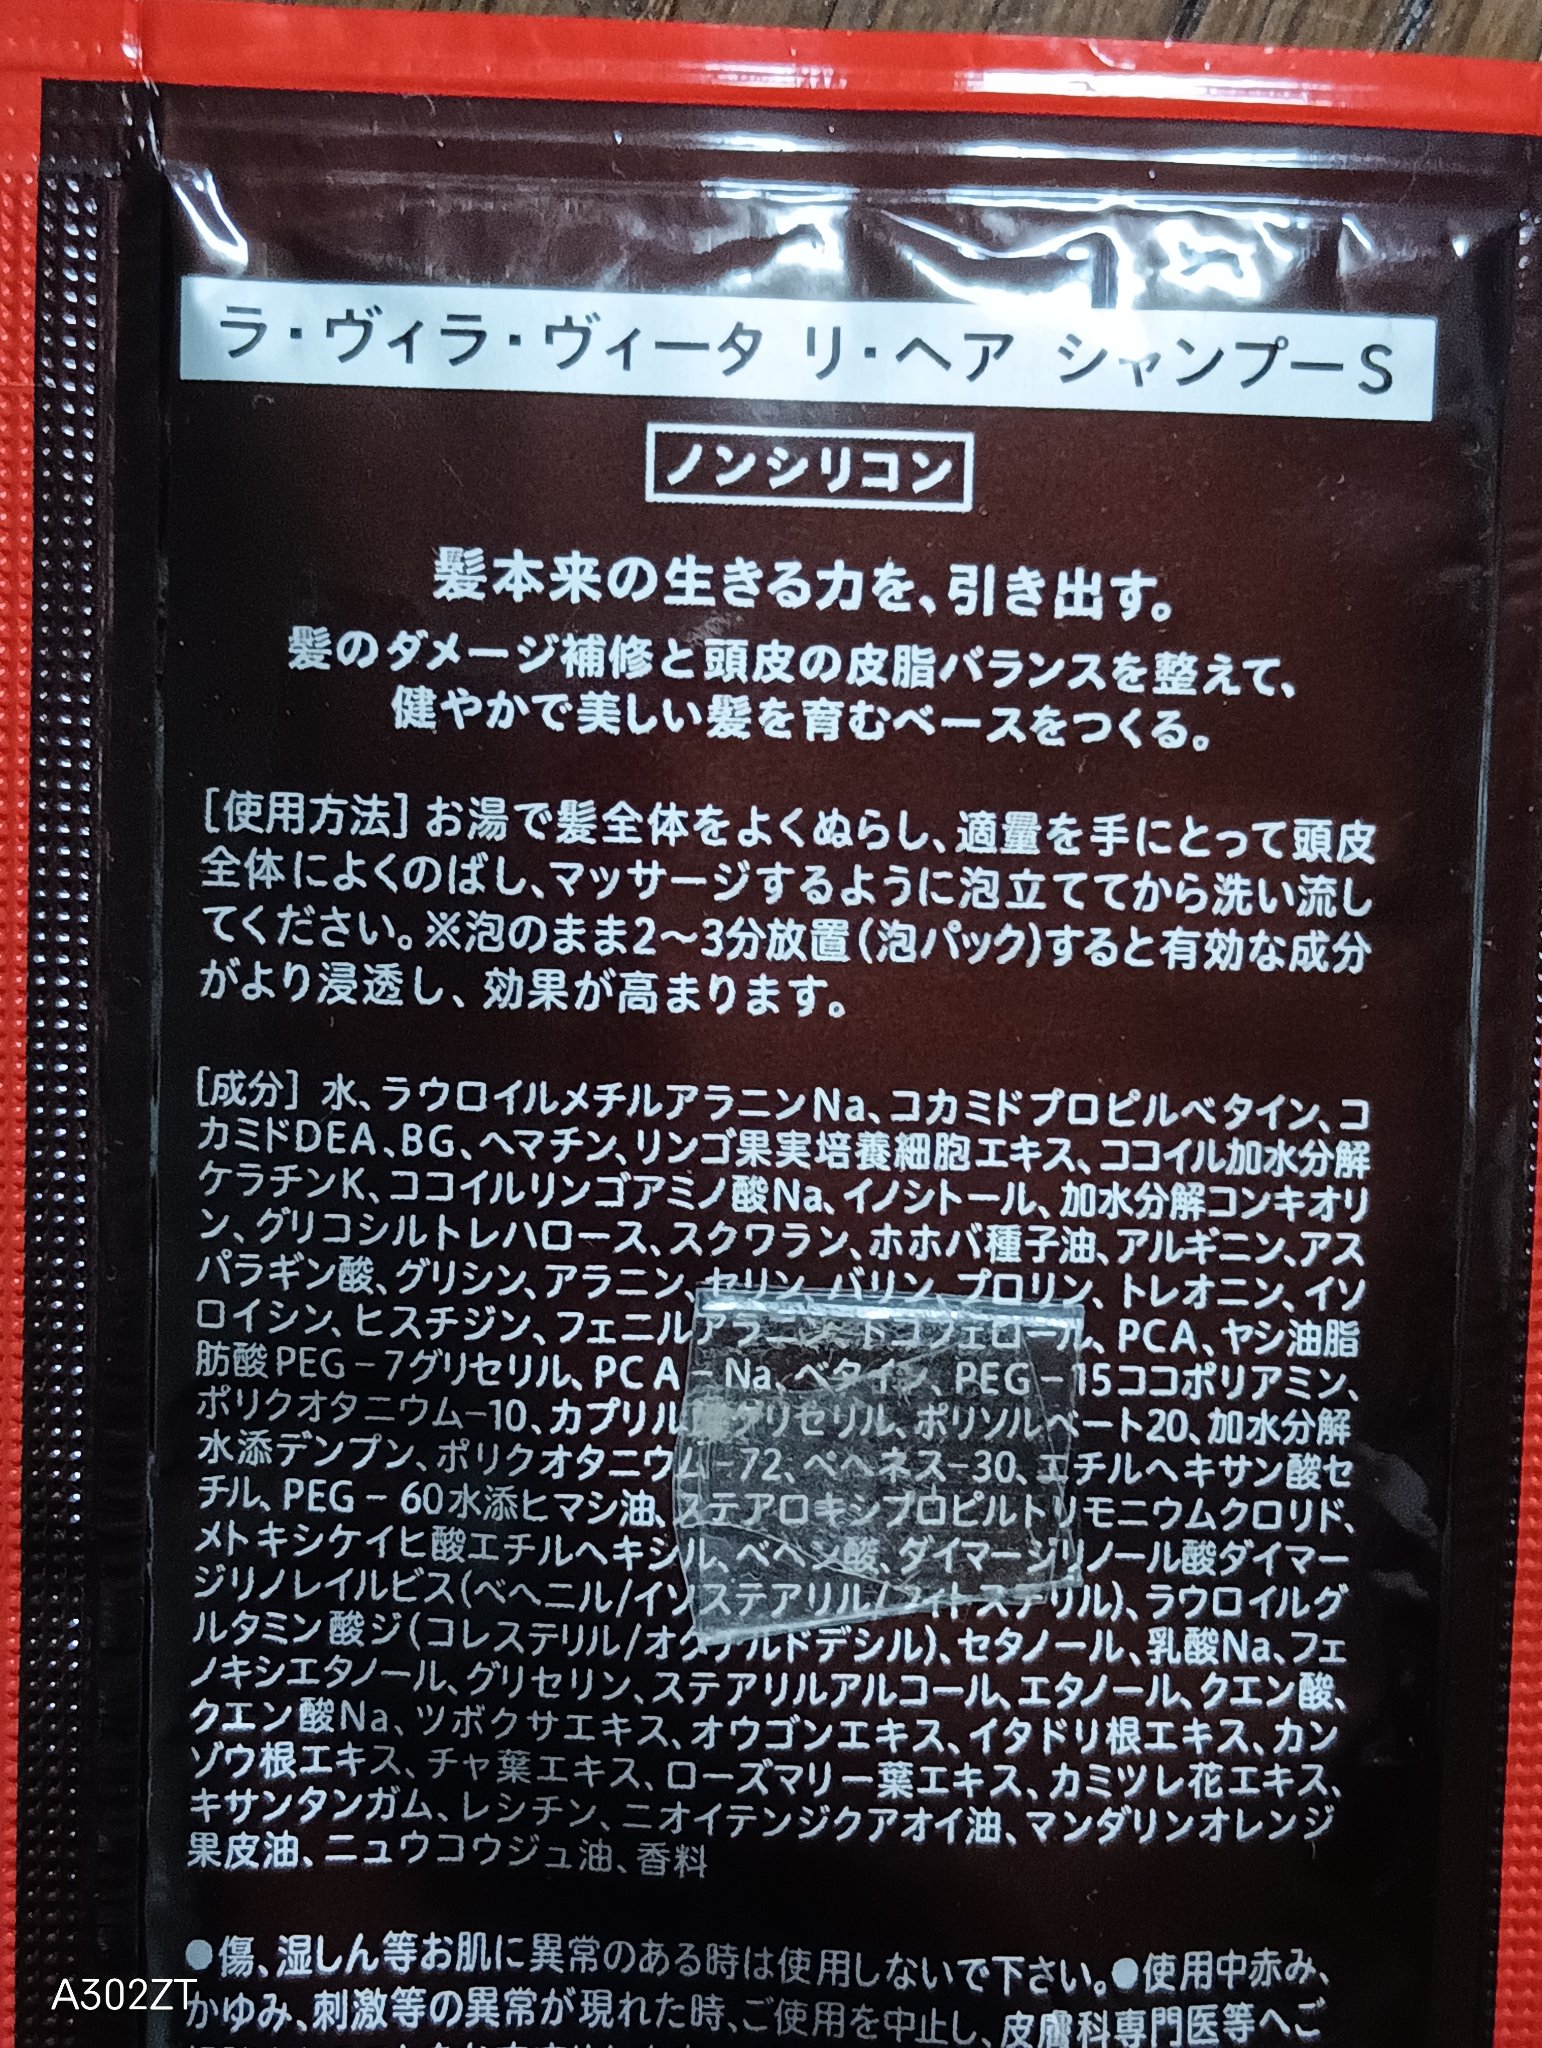 ラ・ヴィラ・ヴィータ リ・ヘア シャンプーS
ノンシリコン
髪本来の生きる力を、引き出す。
髪のダメージ補修と頭皮の皮脂バランスを整えて、
健やかで美しい髪を育むベースをつくる。
[使用方法] お湯で髪全体をよくぬらし、適量を手にとって頭皮
全体によくのばし、マッサージするように泡立ててから洗い流し
てください。※泡のまま2〜3分放置(泡パック)すると有効な成分
がより浸透し、効果が高まります。
[成分] 水、ラウロイルメチルアラニンNa、コカミドプロピルベタイン、コ
カミドDEA、BG、ヘマチン、リンゴ果実培養細胞エキス、ココイル加水分解
ケラチンK、ココイルリンゴアミノ酸Na、イノシトール、加水分解コンキオリ
ン、グリコシルトレハロース、スクワラン、ホホバ種子油、アルギニン、アス
パラギン酸、グリシン、アラニン、セリン、バリン、プロリン、トレオニン、イソ
ロイシン、ヒスチジン、フェニルアラニン、トコフェロール、PCA、ヤシ油脂
肪酸PEG-7グリセリル、PCA-Na、ベタイン、PEG-15ココポリアミン、
ポリクオタニウム-10、カプリル酸グリセリル、ポリソルベート20、加水分解
水添デンプン、ポリクオタニウム-72、ベヘネス-30、エチルヘキサン酸セ
チル、PEG-60水添ヒマシ油、ステアロキシプロピルトリモニウムクロリド、
メトキシケイヒ酸エチルヘキシル、ベヘン酸、ダイマージリノール酸ダイマー
ジリノレイルビス(ベヘニル/イソステアリル/フィトステリル)、ラウロイルグ
ルタミン酸ジ(コレステリル/オクチルドデシル)、セタノール、乳酸Na、フェ
ノキシエタノール、グリセリン、ステアリルアルコール、エタノール、クエン酸、
クエン酸Na、ツボクサエキス、オウゴンエキス、イタドリ根エキス、カン
ゾウ根エキス、チャ葉エキス、ローズマリー葉エキス、カミツレ花エキス、
キサンタンガム、レシチン、ニオイテンジクアオイ油、マンダリンオレンジ
果皮油、ニュウコウジュ油、香料
●傷、湿しん等お肌に異常のある時は使用しないで下さい。●使用中赤み、
かゆみ、刺激等の異常が現れた時、ご使用を中止し、皮膚科専門医等へご
A302ZT